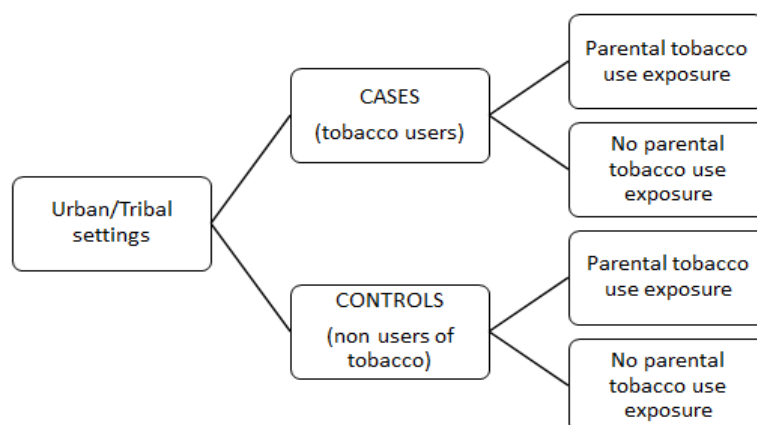 Urban/Tribal
settings
CASES
(tobacco users)
CONTROLS
(non users of
tobacco)
Parental tobacco
use exposure
No parental
tobacco use
exposure
Parental tobacco
use exposure
No parental
tobacco use
exposure